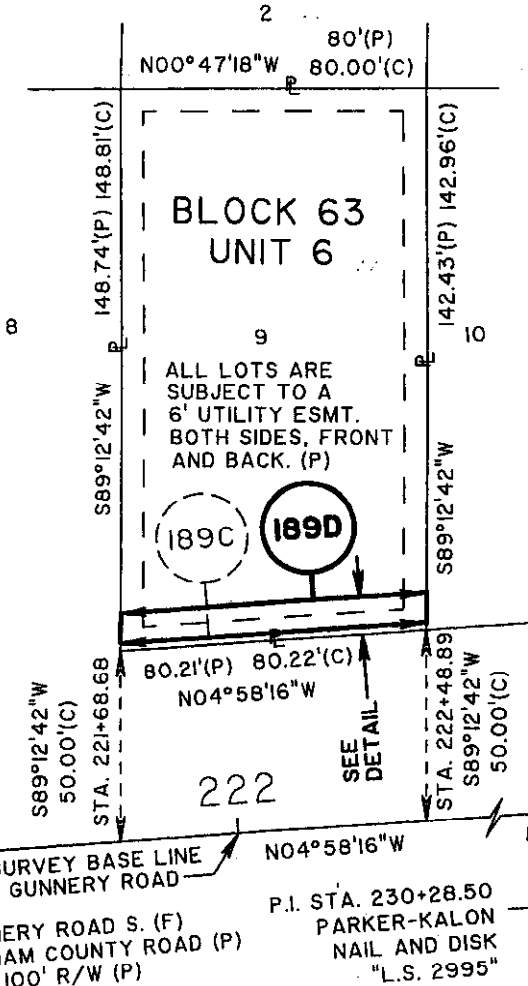 2
80'(P)
N00°47'18"W 80.00'(C)
P
L
148.74'(P) 148.81'(C)
142.43'(P) 142.96'(C)
BLOCK 63
UNIT 6
8
9
10
P
L
P
L
ALL LOTS ARE
SUBJECT TO A
6' UTILITY ESMT.
BOTH SIDES, FRONT
AND BACK. (P)
S89°12'42"W
S89°12'42"W
189C
189D
L
80.21'(P) 80.22'(C)
N04°58'16"W
S89°12'42"W
50.00'(C)
STA. 221+68.68
SEE
DETAIL
STA. 222+48.89
S89°12'42"W
50.00'(C)
222
SURVEY BASE LINE
GUNNERY ROAD
N04°58'16"W
NERY ROAD S. (F)
AM COUNTY ROAD (P)
100' R/W (P)
P.I. STA. 230+28.50
PARKER-KALON
NAIL AND DISK
"L.S. 2995"